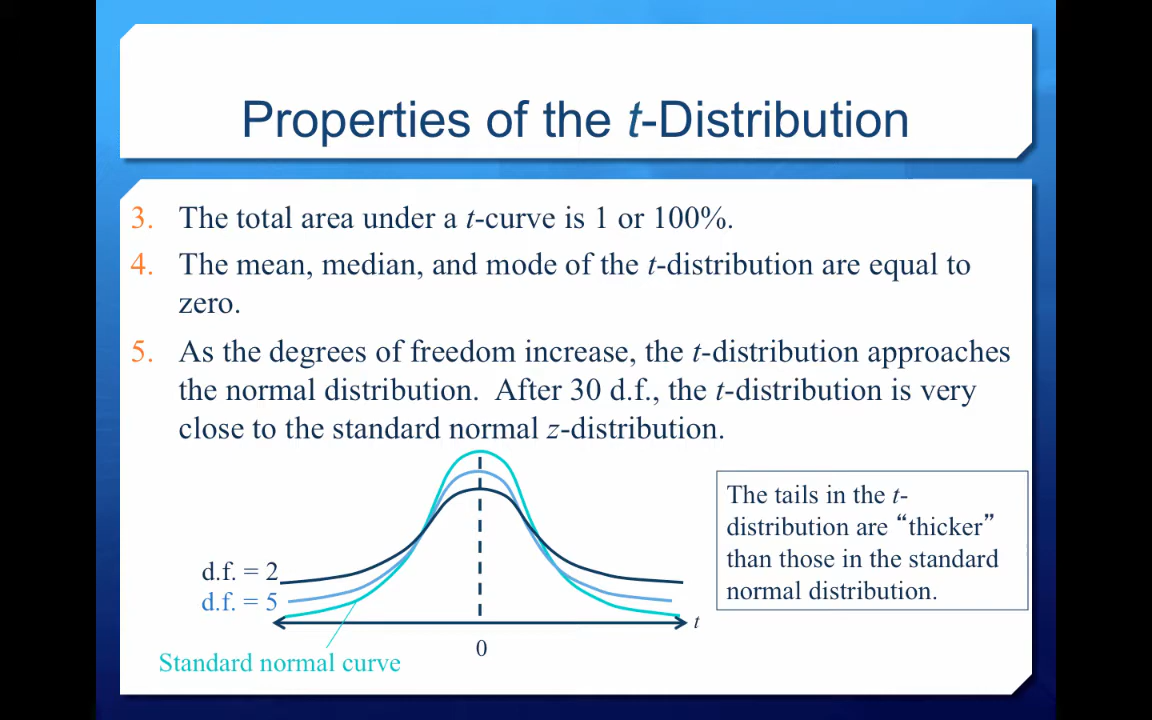 Properties of the t-Distribution
3. The total area under a t-curve is 1 or 100%.
4. The mean, median, and mode of the t-distribution are equal to
zero.
5. As the degrees of freedom increase, the t-distribution approaches
the normal distribution.  After 30 d.f., the t-distribution is very
close to the standard normal z-distribution.
The tails in the t-
distribution are “thicker”
than those in the standard
normal distribution.
d.f. = 2
d.f. = 5
t
0
Standard normal curve